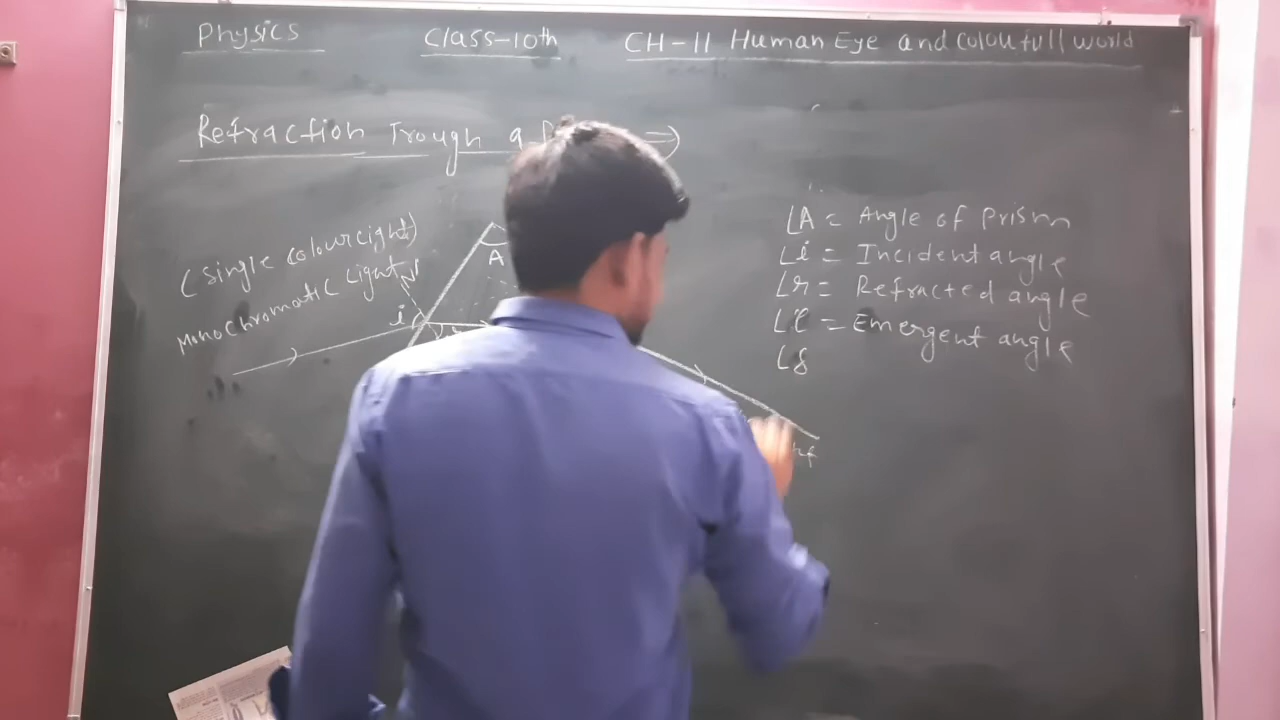 Physics Class-10th CH-11 Human Eye and Coloufull world
Refraction Trough a
(Single colour light)
Monochromatic Light
A
i
∠A = Angle of prism
∠i = Incident angle
∠r = Refracted angle
∠e = Emergent angle
∠δ